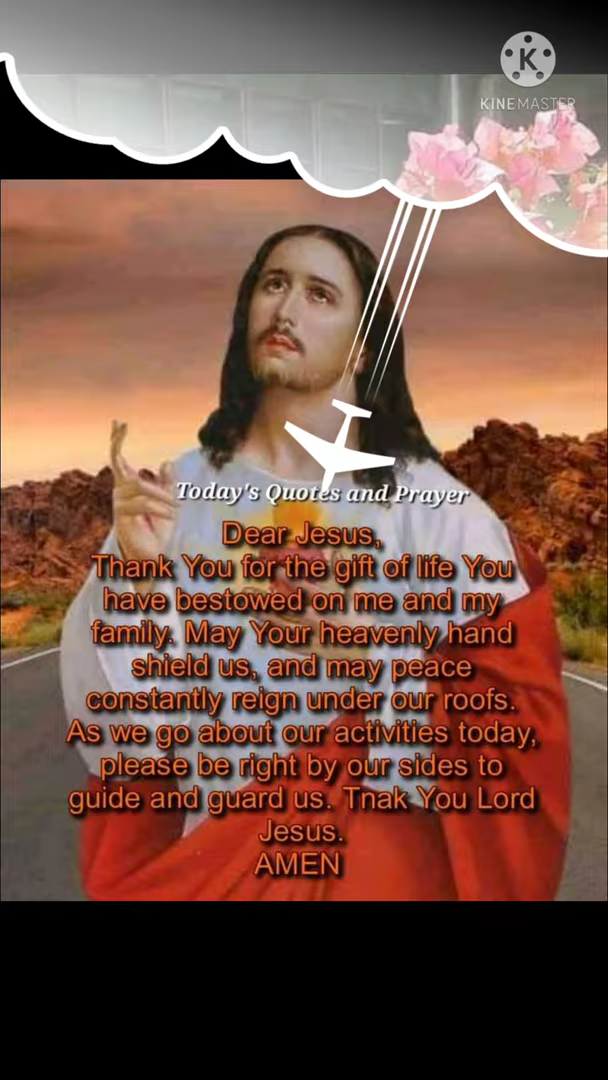 K
KINEMASTER
Today's Quotes and Prayer
Dear Jesus,
Thank You for the gift of life You
have bestowed on me and my
family. May Your heavenly hand
shield us, and may peace
constantly reign under our roofs.
As we go about our activities today,
please be right by our sides to
guide and guard us. Tnak You Lord
Jesus.
AMEN